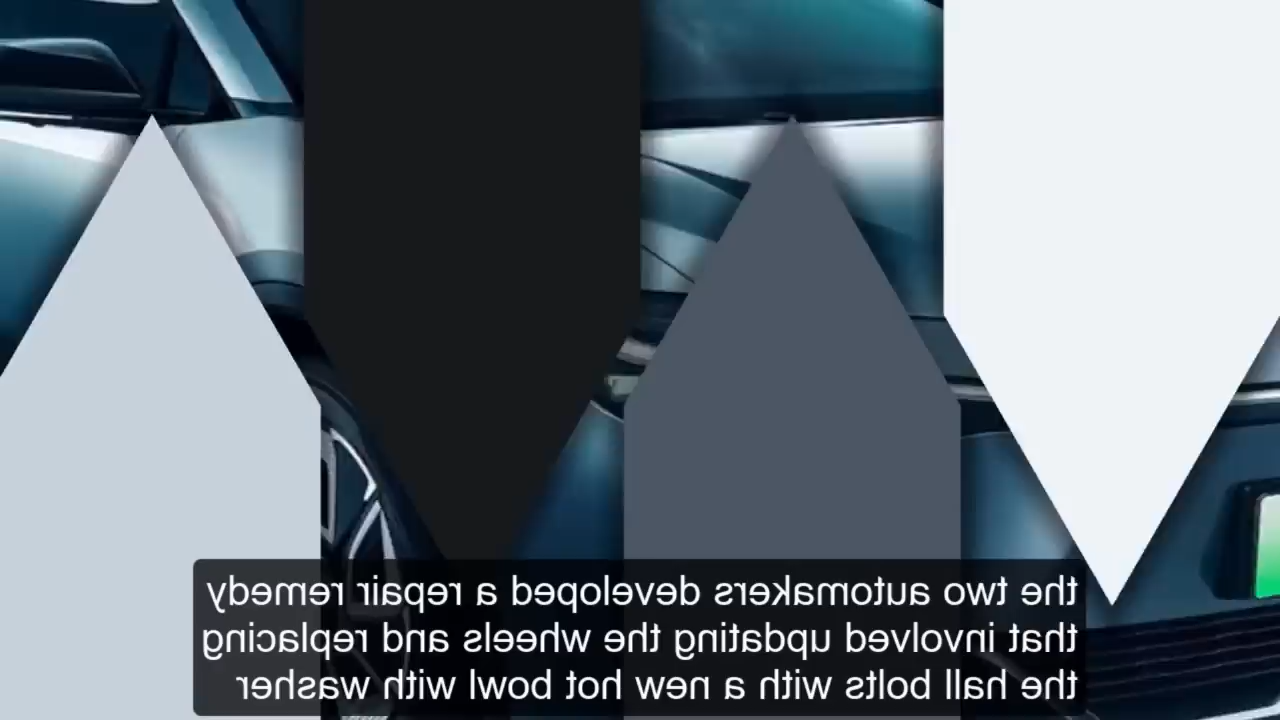 the two automakers developed a repair remedy
that involved updating the wheels and replacing
the hall bolts with a new hot bowl with washer